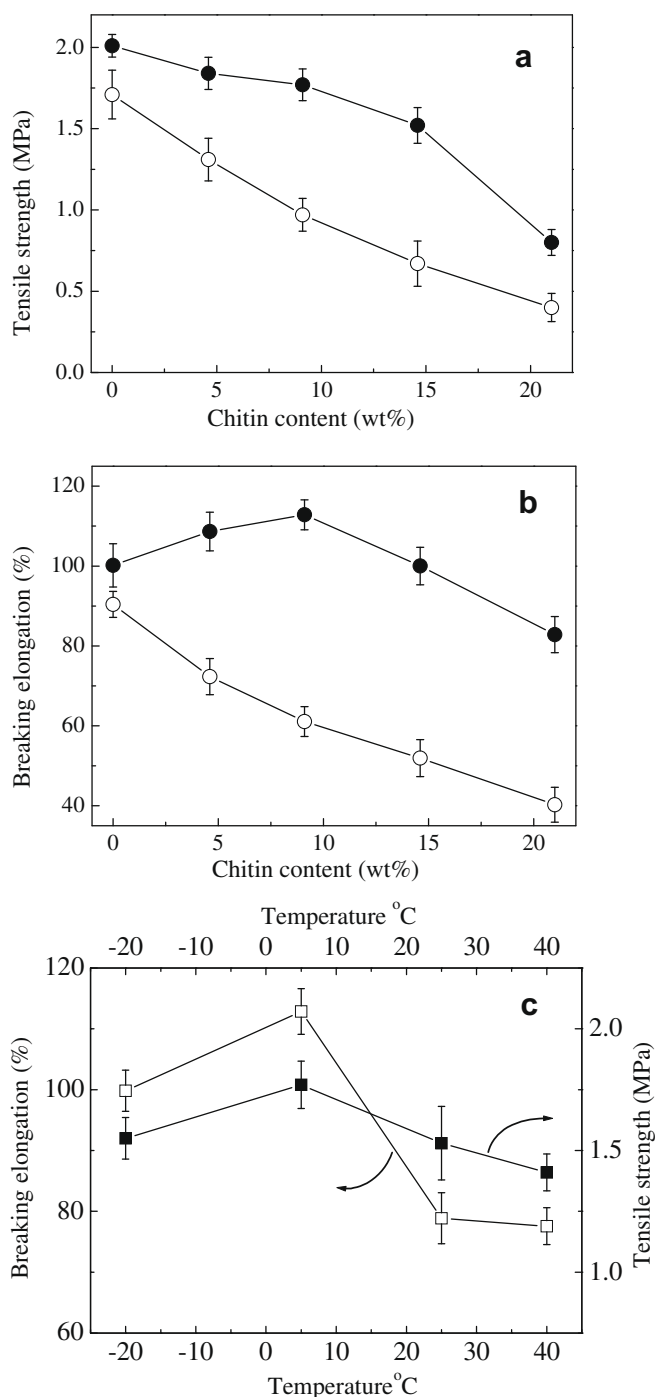 a
2.0
1.5
1.0
0.5
0.0
Tensile strength (MPa)
0 5 10 15 20
Chitin content (wt%)
b
120
100
80
60
40
Breaking elongation (%)
0 5 10 15 20
Chitin content (wt%)
Temperature °C
-20 -10 0 10 20 30 40
c
120
100
80
60
Breaking elongation (%)
2.0
1.5
1.0
Tensile strength (MPa)
-20 -10 0 10 20 30 40
Temperature°C